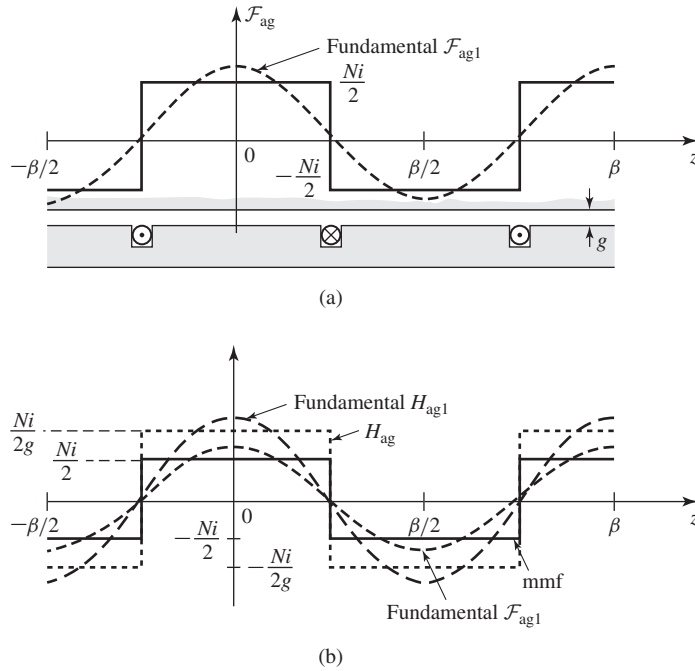 ℱag
Fundamental ℱag1
Ni/2
−β/2
0
−Ni/2
β/2
β
z
g
(a)
Fundamental Hag1
Ni/2g
Hag
Ni/2
−β/2
0
−Ni/2
β/2
β
z
−Ni/2g
mmf
Fundamental ℱag1
(b)